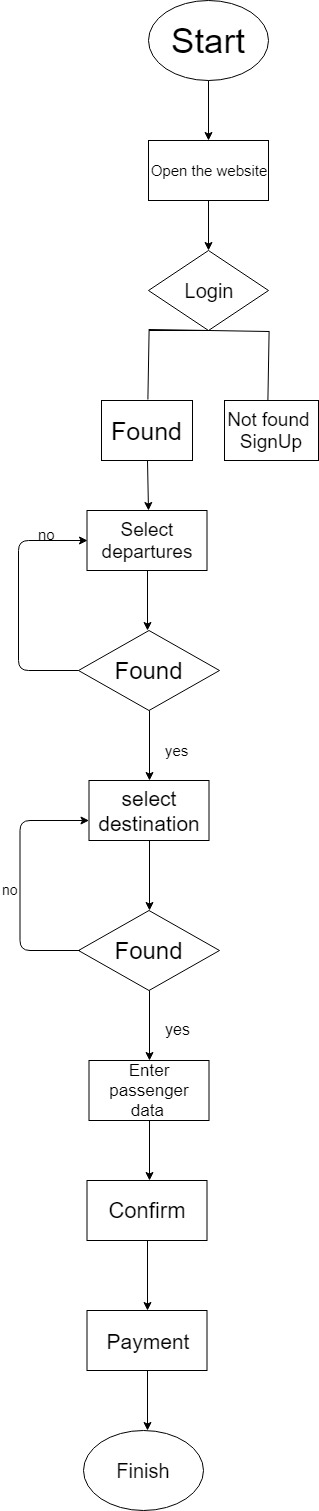 Start
Open the website
Login
Found
Not found
SignUp
Select
departures
no
Found
yes
select
destination
no
Found
yes
Enter
passenger
data
Confirm
Payment
Finish